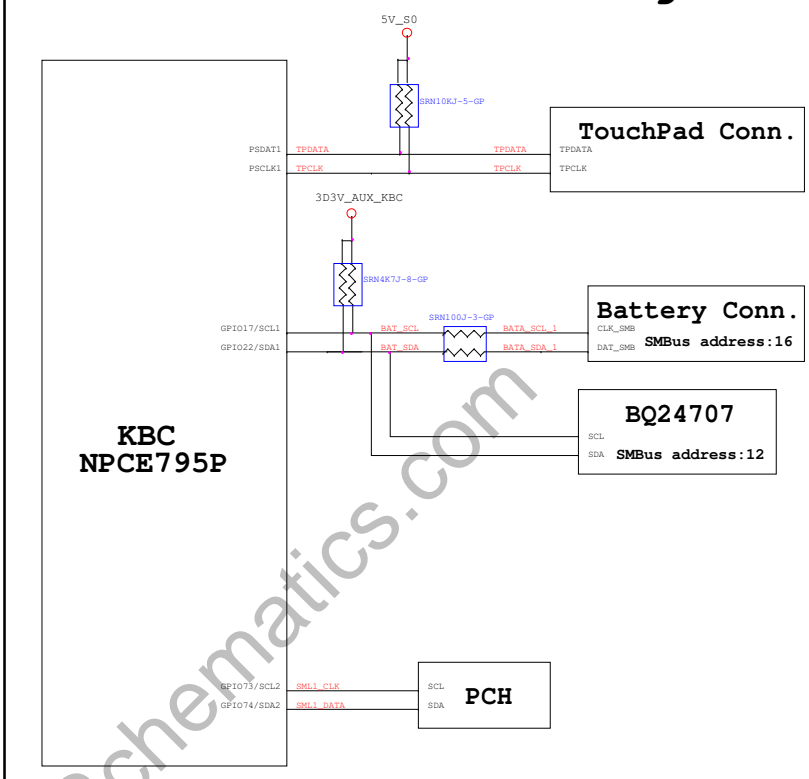 5V_S0
SRN10KJ-5-GP
TouchPad Conn.
PSDAT1 TPDATA TPDATA TPDATA
PSCLK1 TPCLK TPCLK TPCLK
3D3V_AUX_KBC
SRN4K7J-8-GP
SRN100J-3-GP
Battery Conn.
GPIO17/SCL1 BAT_SCL BATA_SCL_1 CLK_SMB
GPIO22/SDA1 BAT_SDA BATA_SDA_1 DAT_SMB SMBus address:16
BQ24707
SCL
SDA SMBus address:12
KBC
NPCE795P
GPIO73/SCL2 SML1_CLK SCL
GPIO74/SDA2 SML1_DATA SDA
PCH
chematics.com